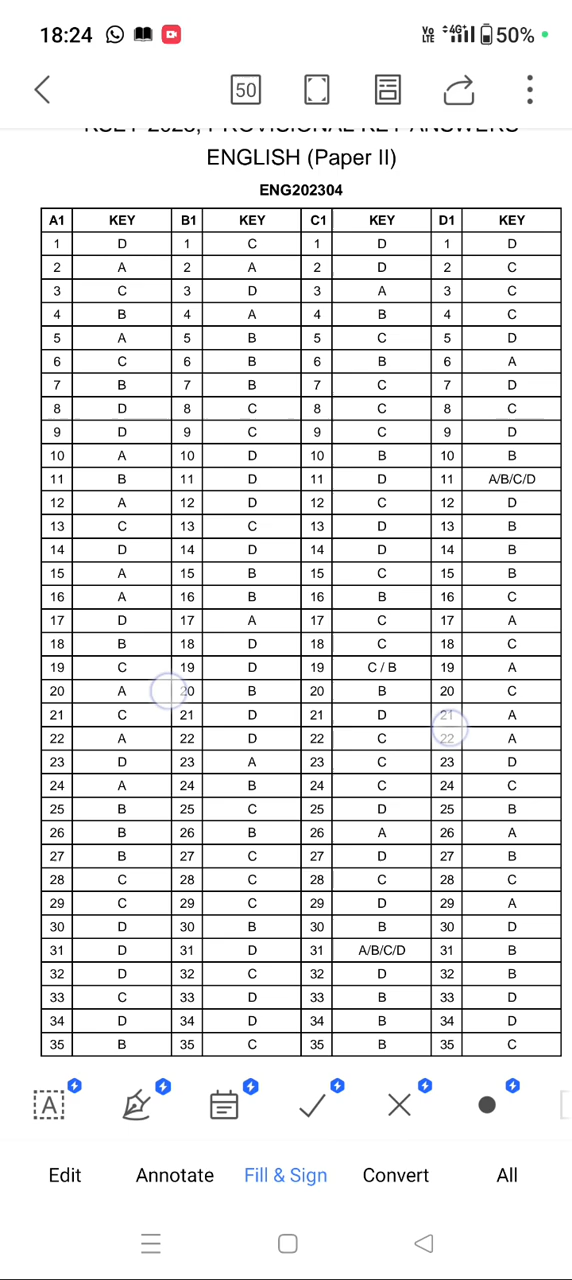 18:24 Vo LTE 4G+ 50%
50
KSET 2023, PROVISIONAL KEY ANSWERS
ENGLISH (Paper II)
ENG202304
A1 KEY B1 KEY C1 KEY D1 KEY
1 D 1 C 1 D 1 D
2 A 2 A 2 D 2 C
3 C 3 D 3 A 3 C
4 B 4 A 4 B 4 C
5 A 5 B 5 C 5 D
6 C 6 B 6 B 6 A
7 B 7 B 7 C 7 D
8 D 8 C 8 C 8 C
9 D 9 C 9 C 9 D
10 A 10 D 10 B 10 B
11 B 11 D 11 D 11 A/B/C/D
12 A 12 D 12 C 12 D
13 C 13 C 13 D 13 B
14 D 14 D 14 D 14 B
15 A 15 B 15 C 15 B
16 A 16 B 16 B 16 C
17 D 17 A 17 C 17 A
18 B 18 D 18 C 18 C
19 C 19 D 19 C / B 19 A
20 A 20 B 20 B 20 C
21 C 21 D 21 D 21 A
22 A 22 D 22 C 22 A
23 D 23 A 23 C 23 D
24 A 24 B 24 C 24 C
25 B 25 C 25 D 25 B
26 B 26 B 26 A 26 A
27 B 27 C 27 D 27 B
28 C 28 C 28 C 28 C
29 C 29 C 29 D 29 A
30 D 30 B 30 B 30 D
31 D 31 D 31 A/B/C/D 31 B
32 D 32 C 32 D 32 B
33 C 33 D 33 B 33 D
34 D 34 D 34 B 34 D
35 B 35 C 35 B 35 C
A
Edit Annotate Fill & Sign Convert All